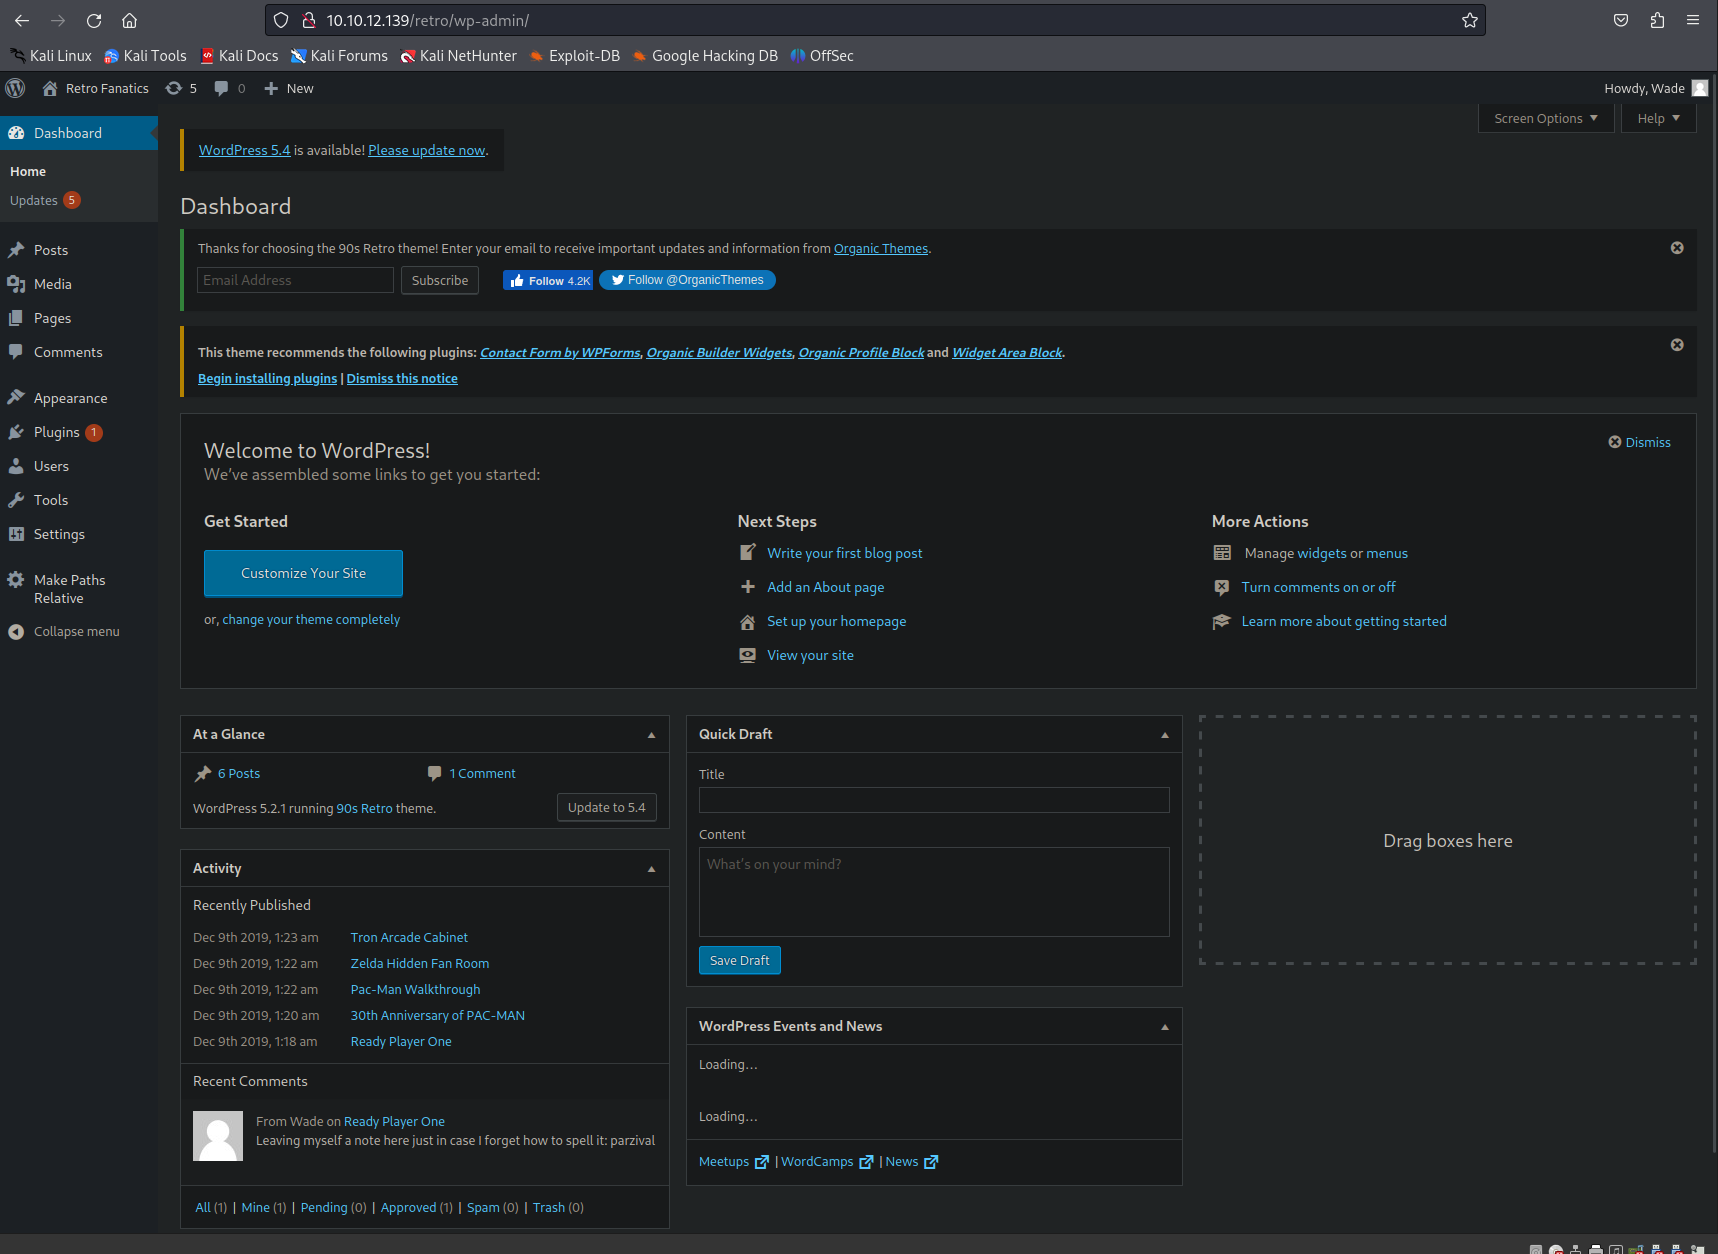 10.10.12.139/retro/wp-admin/
Kali Linux Kali Tools Kali Docs Kali Forums Kali NetHunter Exploit-DB Google Hacking DB OffSec
Retro Fanatics 5 0 New Howdy, Wade
Screen Options Help
Dashboard
Home
Updates 5
Posts
Media
Pages
Comments
Appearance
Plugins 1
Users
Tools
Settings
Make Paths
Relative
Collapse menu
WordPress 5.4 is available! Please update now.
Dashboard
Thanks for choosing the 90s Retro theme! Enter your email to receive important updates and information from Organic Themes.
Email Address Subscribe Follow 4.2K Follow @OrganicThemes
This theme recommends the following plugins: Contact Form by WPForms, Organic Builder Widgets, Organic Profile Block and Widget Area Block.
Begin installing plugins | Dismiss this notice
Welcome to WordPress!
Dismiss
We've assembled some links to get you started:
Get Started
Customize Your Site
or, change your theme completely
Next Steps
Write your first blog post
Add an About page
Set up your homepage
View your site
More Actions
Manage widgets or menus
Turn comments on or off
Learn more about getting started
At a Glance
6 Posts 1 Comment
WordPress 5.2.1 running 90s Retro theme. Update to 5.4
Activity
Recently Published
Dec 9th 2019, 1:23 am Tron Arcade Cabinet
Dec 9th 2019, 1:22 am Zelda Hidden Fan Room
Dec 9th 2019, 1:22 am Pac-Man Walkthrough
Dec 9th 2019, 1:20 am 30th Anniversary of PAC-MAN
Dec 9th 2019, 1:18 am Ready Player One
Recent Comments
From Wade on Ready Player One
Leaving myself a note here just in case I forget how to spell it: parzival
All (1) | Mine (1) | Pending (0) | Approved (1) | Spam (0) | Trash (0)
Quick Draft
Title
Content
What's on your mind?
Save Draft
WordPress Events and News
Loading...
Loading...
Meetups | WordCamps | News
Drag boxes here